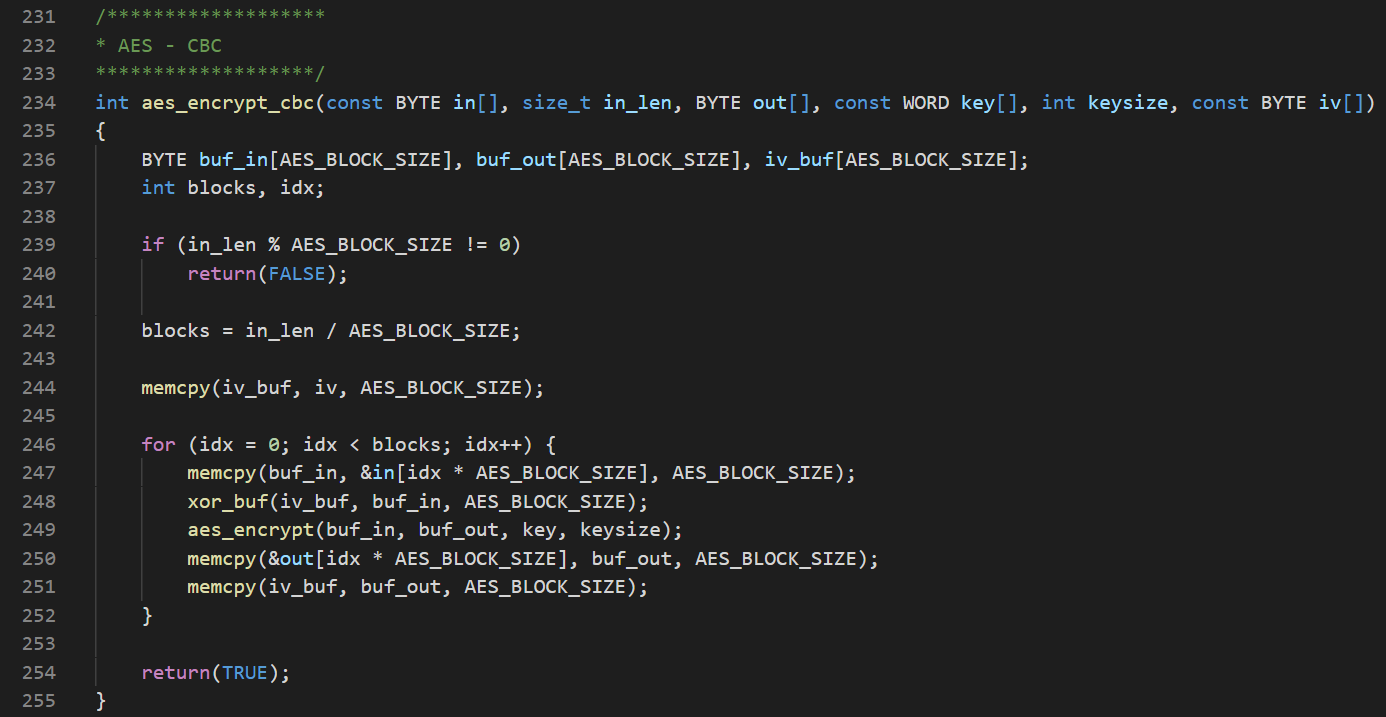 231 /*******************
232 * AES - CBC
233 *******************/
234 int aes_encrypt_cbc(const BYTE in[], size_t in_len, BYTE out[], const WORD key[], int keysize, const BYTE iv[])
235 {
236     BYTE buf_in[AES_BLOCK_SIZE], buf_out[AES_BLOCK_SIZE], iv_buf[AES_BLOCK_SIZE];
237     int blocks, idx;
238
239     if (in_len % AES_BLOCK_SIZE != 0)
240         return(FALSE);
241
242     blocks = in_len / AES_BLOCK_SIZE;
243
244     memcpy(iv_buf, iv, AES_BLOCK_SIZE);
245
246     for (idx = 0; idx < blocks; idx++) {
247         memcpy(buf_in, &in[idx * AES_BLOCK_SIZE], AES_BLOCK_SIZE);
248         xor_buf(iv_buf, buf_in, AES_BLOCK_SIZE);
249         aes_encrypt(buf_in, buf_out, key, keysize);
250         memcpy(&out[idx * AES_BLOCK_SIZE], buf_out, AES_BLOCK_SIZE);
251         memcpy(iv_buf, buf_out, AES_BLOCK_SIZE);
252     }
253
254     return(TRUE);
255 }